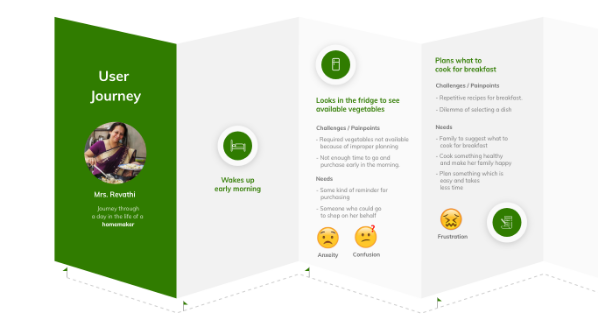 User
Journey
Mrs. Revathi
Journey through
a day in the life of a
homemaker
Wakes up
early morning
Looks in the fridge to see
available vegetables
Challenges / Painpoints
- Required vegetables not available
because of improper planning
- Not enough time to go and
purchase early in the morning.
Needs
- Some kind of reminder for
purchasing
- Someone who could go
to shop on her behalf
Anxiety
Confusion
Plans what to
cook for breakfast
Challenges / Painpoints
- Repetitive recipes for breakfast.
- Dilemma of selecting a dish
Needs
- Family to suggest what to
cook for breakfast
- Cook something healthy
and make her family happy
- Plan something which is
easy and takes
less time
Frustration